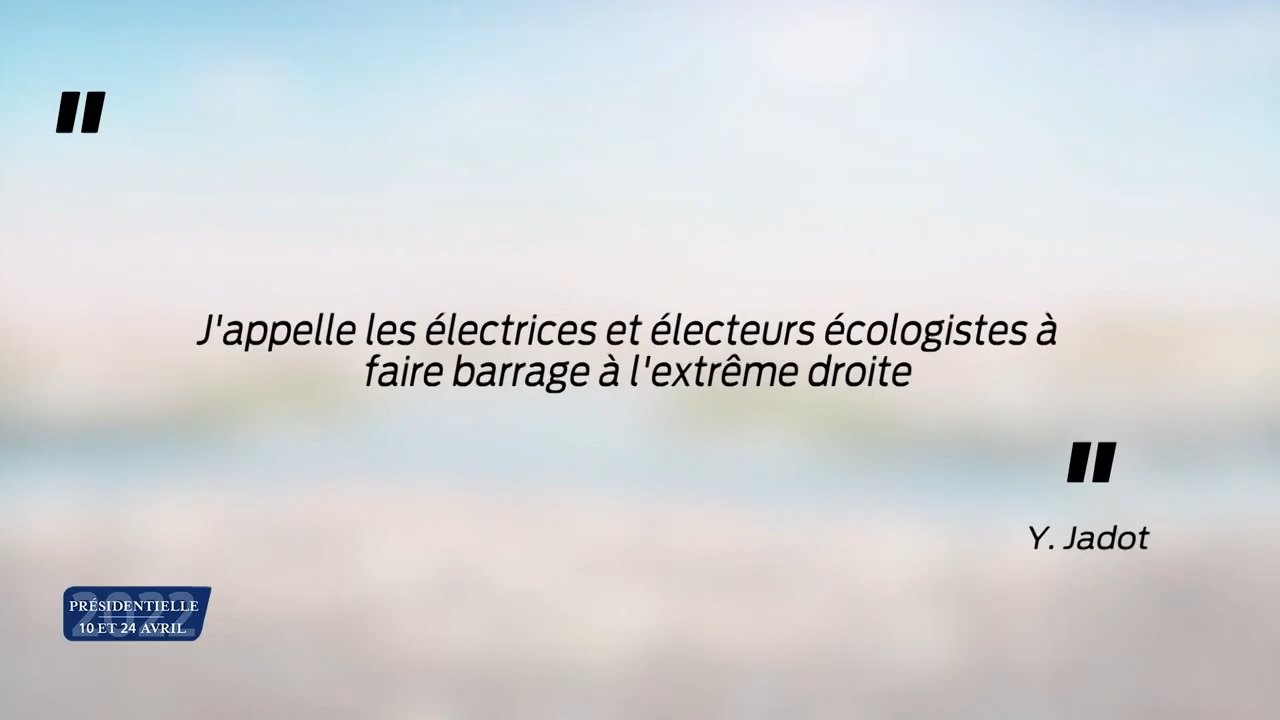 "
J'appelle les électrices et électeurs écologistes à
faire barrage à l'extrême droite
"
Y. Jadot
2022
PRÉSIDENTIELLE
10 ET 24 AVRIL